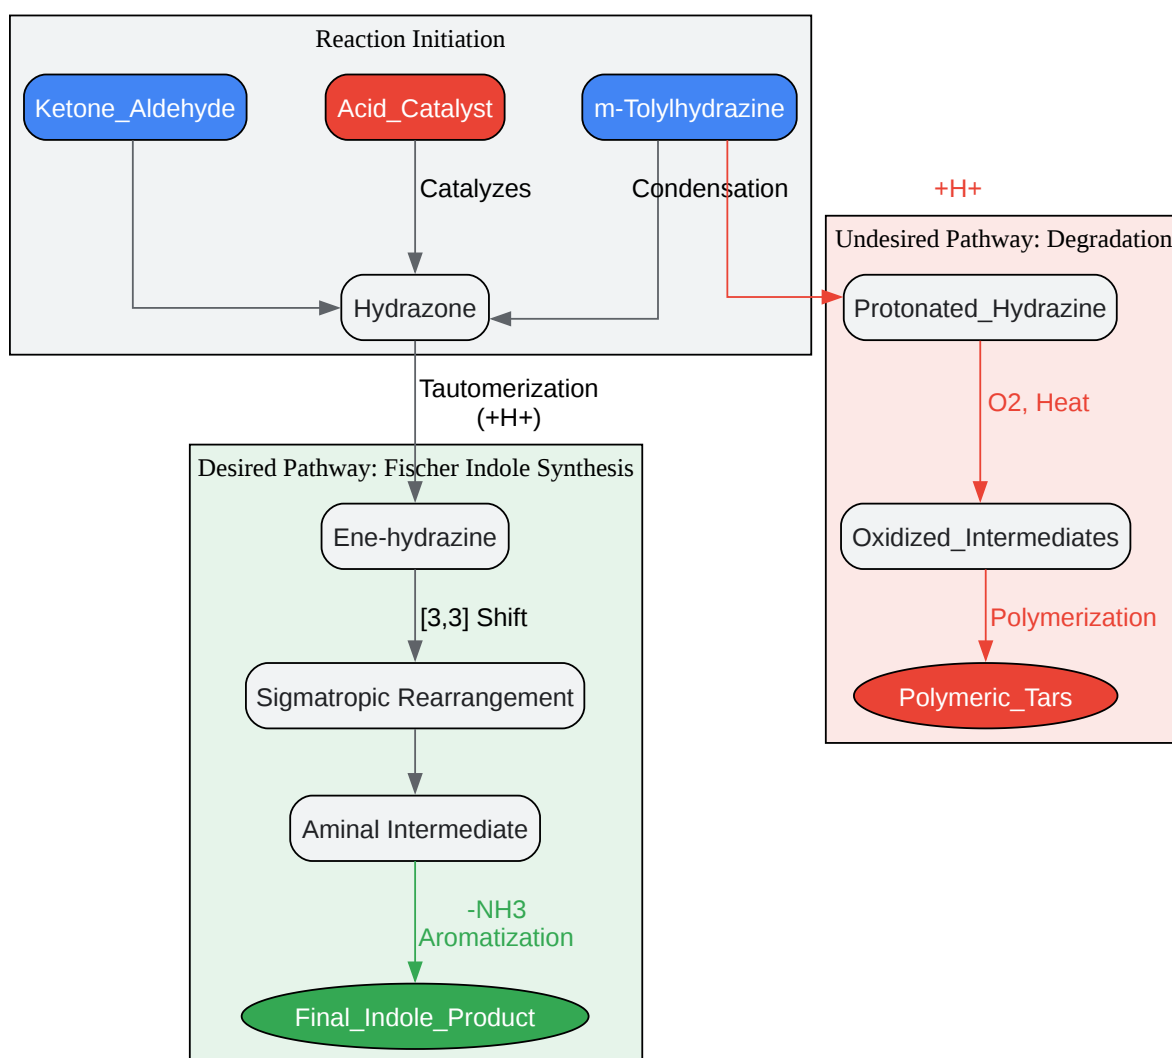 Reaction Initiation
Ketone_Aldehyde
Acid_Catalyst
m-Tolylhydrazine
Catalyzes
Condensation
+H+
Undesired Pathway: Degradation
Hydrazone
Protonated_Hydrazine
Tautomerization
(+H+)
O2, Heat
Desired Pathway: Fischer Indole Synthesis
Ene-hydrazine
Oxidized_Intermediates
[3,3] Shift
Polymerization
Sigmatropic Rearrangement
Polymeric_Tars
Aminal Intermediate
-NH3
Aromatization
Final_Indole_Product